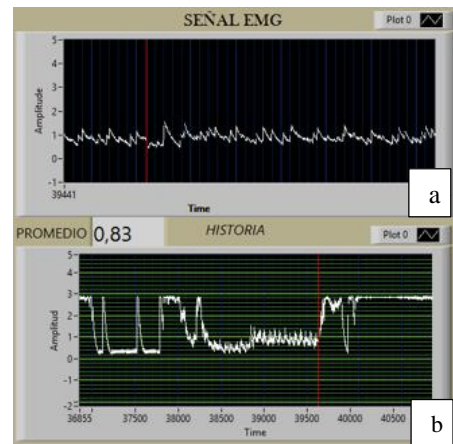 SEÑAL EMG
Plot 0
5
4
3
2
1
0
-1
Amplitude
39441
Time
a
PROMEDIO 0,83 HISTORIA
Plot 0
5
4
3
2
1
0
-1
-2
Amplitud
36855 37500 38000 38500 39000 39500 40000 40500
Time
b